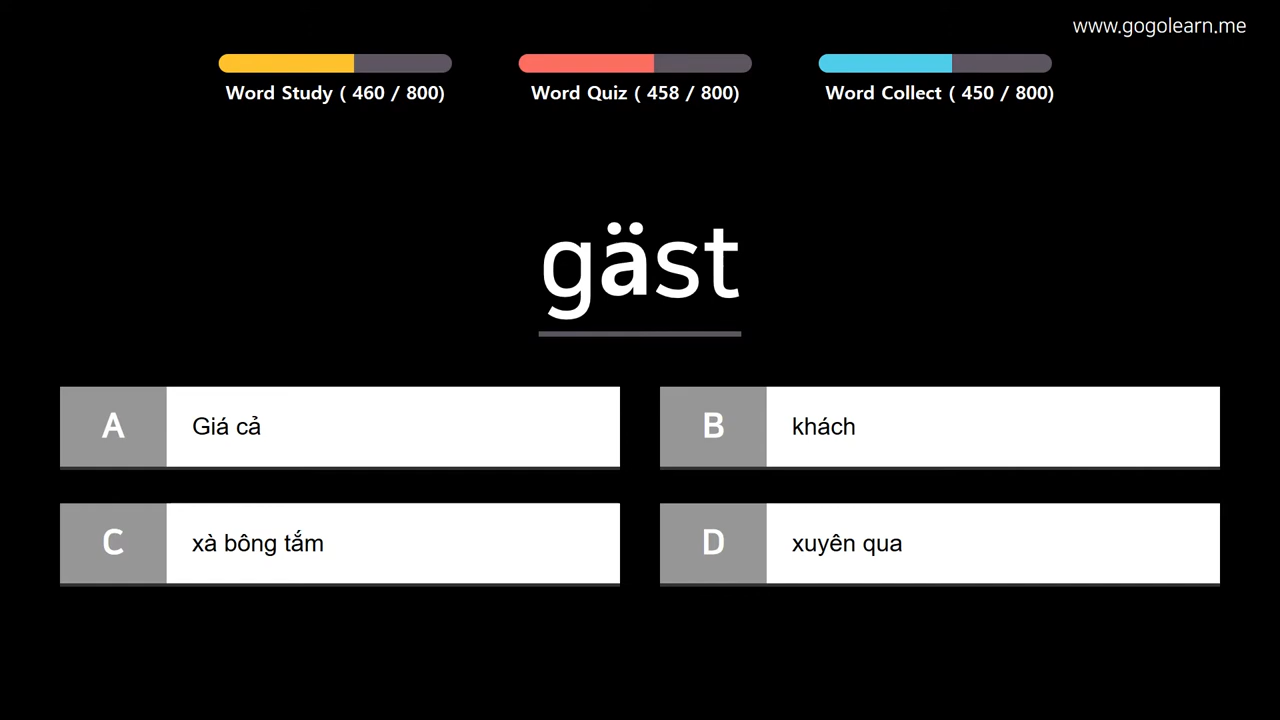 www.gogolearn.me
Word Study ( 460 / 800)
Word Quiz ( 458 / 800)
Word Collect ( 450 / 800)
gäst
A Giá cả
B khách
C xà bông tắm
D xuyên qua